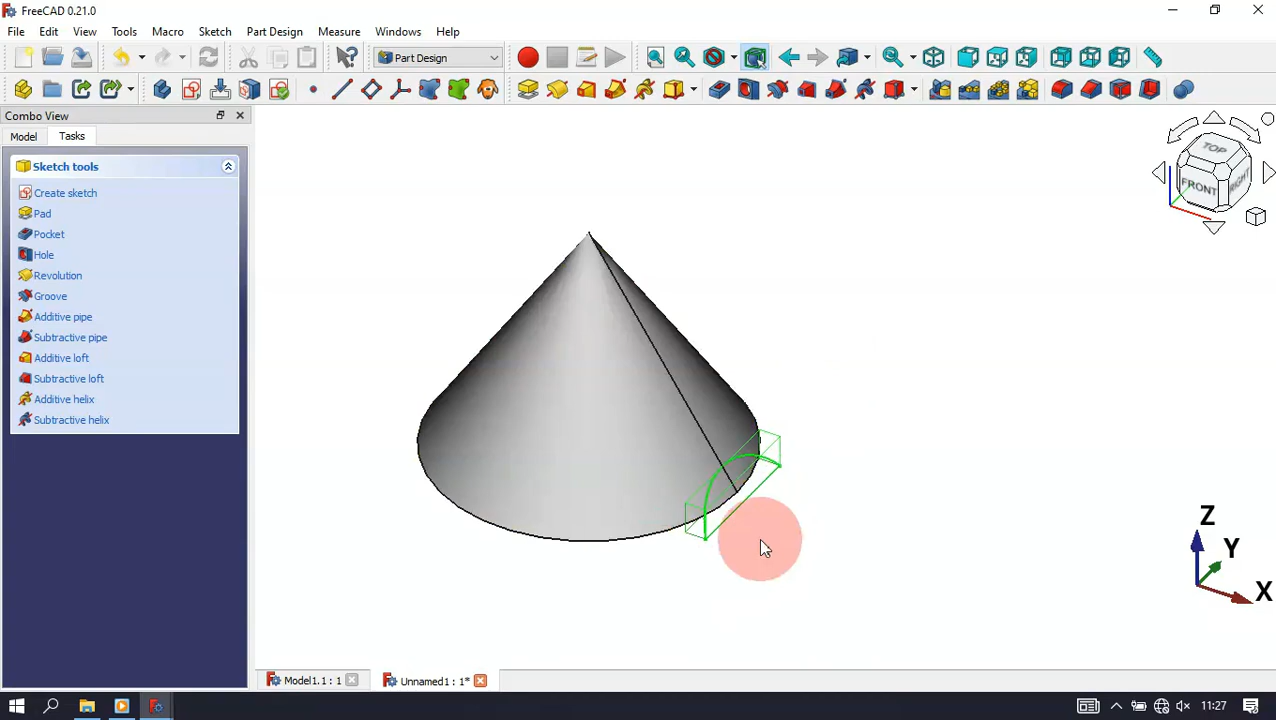 FreeCAD 0.21.0
File Edit View Tools Macro Sketch Part Design Measure Windows Help
Part Design
Combo View
Model Tasks
Sketch tools
Create sketch
Pad
Pocket
Hole
Revolution
Groove
Additive pipe
Subtractive pipe
Additive loft
Subtractive loft
Additive helix
Subtractive helix
TOP
FRONT
RIGHT
Z
Y
X
Model1.1 : 1
Unnamed1 : 1*
11:27